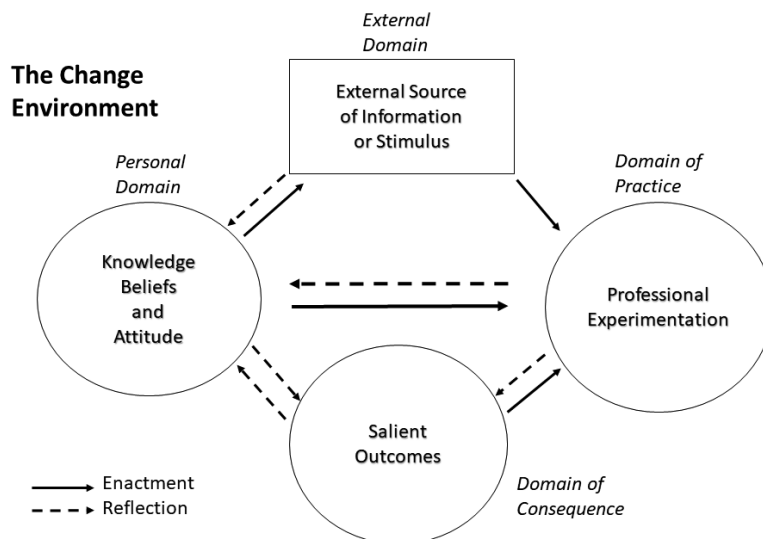 External
Domain
The Change
Environment
External Source
of Information
or Stimulus
Personal
Domain
Domain of
Practice
Knowledge
Beliefs
and
Attitude
Professional
Experimentation
Salient
Outcomes
Enactment
Reflection
Domain of
Consequence